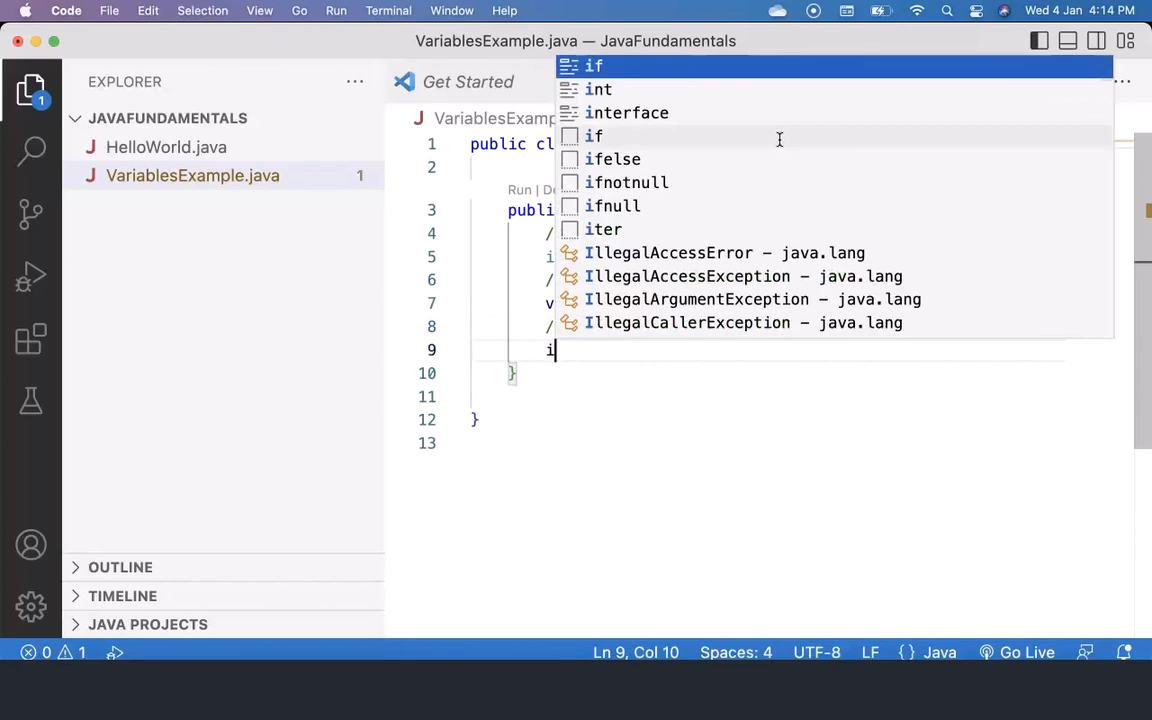 Code File Edit Selection View Go Run Terminal Window Help Wed 4 Jan 4:14 PM
VariablesExample.java — JavaFundamentals
EXPLORER
1
JAVAFUNDAMENTALS
HelloWorld.java
VariablesExample.java 1
OUTLINE
TIMELINE
JAVA PROJECTS
Get Started
J VariablesExamp
1 public cl
2
Run | De
3 publi
4 /
5 i
6 /
7 v
8 /
9 i
10 }
11
12 }
13
if
int
interface
if
ifelse
ifnotnull
ifnull
iter
IllegalAccessError – java.lang
IllegalAccessException – java.lang
IllegalArgumentException – java.lang
IllegalCallerException – java.lang
0 1 Ln 9, Col 10 Spaces: 4 UTF-8 LF {} Java Go Live